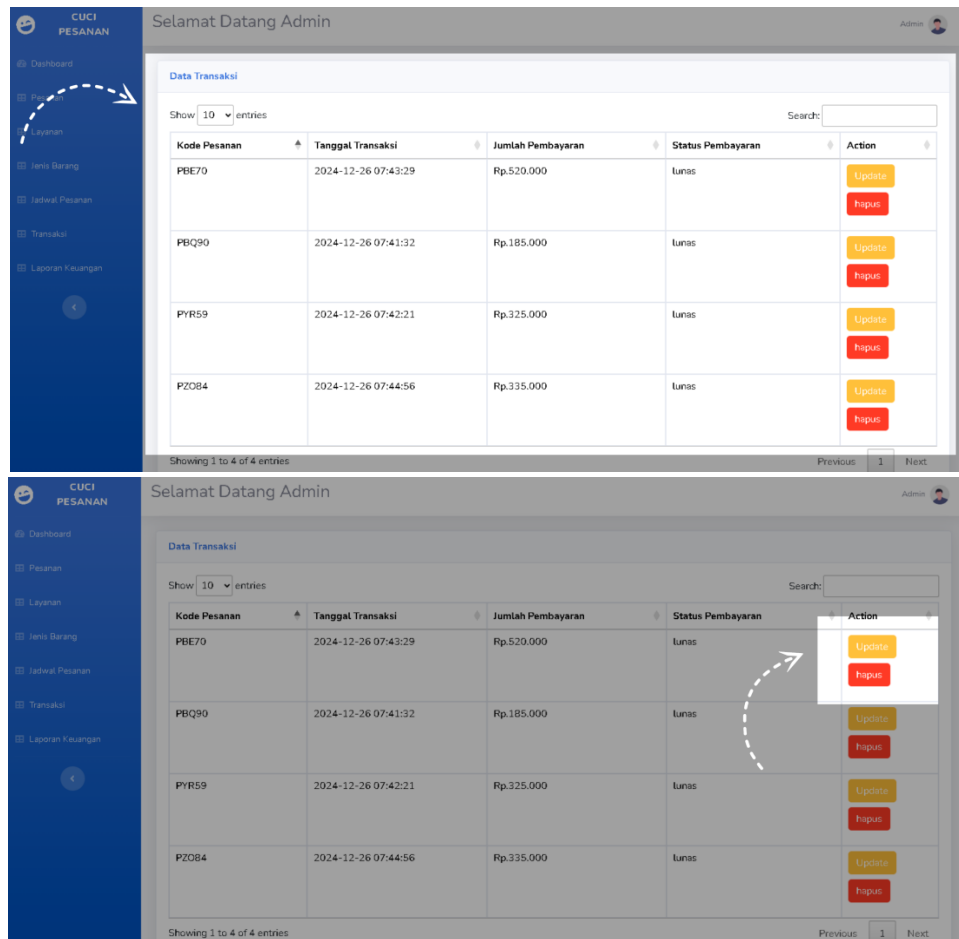 CUCI
PESANAN
Selamat Datang Admin
Admin
Dashboard
Pesanan
Layanan
Jenis Barang
Jadwal Pesanan
Transaksi
Laporan Keuangan
Data Transaksi
Show 10 entries
Search:
Kode Pesanan Tanggal Transaksi Jumlah Pembayaran Status Pembayaran Action
PBE70 2024-12-26 07:43:29 Rp.520.000 lunas Update
hapus
PBQ90 2024-12-26 07:41:32 Rp.185.000 lunas Update
hapus
PYR59 2024-12-26 07:42:21 Rp.325.000 lunas Update
hapus
PZO84 2024-12-26 07:44:56 Rp.335.000 lunas Update
hapus
Showing 1 to 4 of 4 entries Previous 1 Next
CUCI
PESANAN
Selamat Datang Admin
Admin
Dashboard
Pesanan
Layanan
Jenis Barang
Jadwal Pesanan
Transaksi
Laporan Keuangan
Data Transaksi
Show 10 entries
Search:
Kode Pesanan Tanggal Transaksi Jumlah Pembayaran Status Pembayaran Action
PBE70 2024-12-26 07:43:29 Rp.520.000 lunas Update
hapus
PBQ90 2024-12-26 07:41:32 Rp.185.000 lunas Update
hapus
PYR59 2024-12-26 07:42:21 Rp.325.000 lunas Update
hapus
PZO84 2024-12-26 07:44:56 Rp.335.000 lunas Update
hapus
Showing 1 to 4 of 4 entries Previous 1 Next